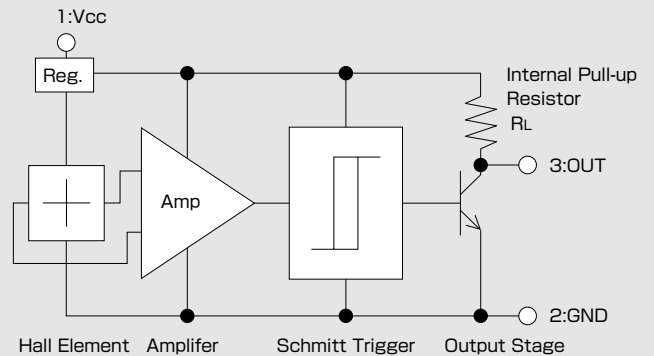 1:Vcc
Reg.
Internal Pull-up
Resistor
RL
3:OUT
Amp
2:GND
Hall Element
Amplifer
Schmitt Trigger
Output Stage